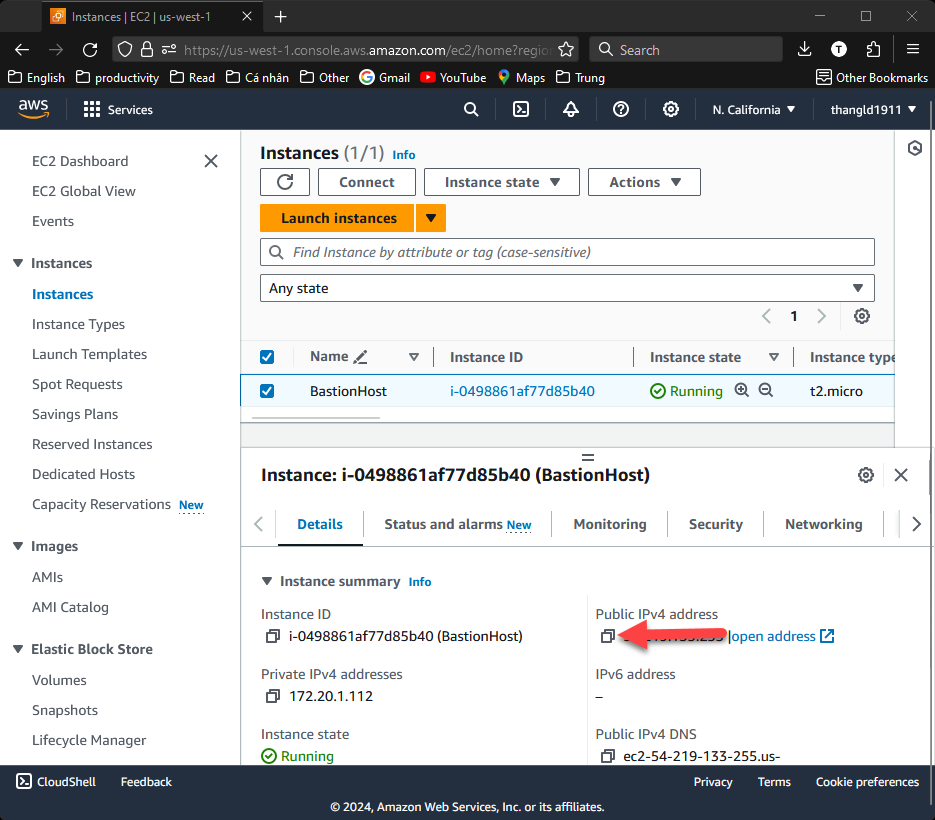 Instances | EC2 | us-west-1
https://us-west-1.console.aws.amazon.com/ec2/home?region
Search
T
English
productivity
Read
Cá nhân
Other
Gmail
YouTube
Maps
Trung
Other Bookmarks
aws
Services
N. California
thangld1911
EC2 Dashboard
EC2 Global View
Events
Instances
Instances
Instance Types
Launch Templates
Spot Requests
Savings Plans
Reserved Instances
Dedicated Hosts
Capacity Reservations New
Images
AMIs
AMI Catalog
Elastic Block Store
Volumes
Snapshots
Lifecycle Manager
Instances (1/1) Info
Connect
Instance state
Actions
Launch instances
Find Instance by attribute or tag (case-sensitive)
Any state
1
Name
Instance ID
Instance state
Instance type
BastionHost
i-0498861af77d85b40
Running
t2.micro
Instance: i-0498861af77d85b40 (BastionHost)
Details
Status and alarms New
Monitoring
Security
Networking
Instance summary Info
Instance ID
i-0498861af77d85b40 (BastionHost)
Public IPv4 address
|open address
Private IPv4 addresses
172.20.1.112
IPv6 address
–
Instance state
Running
Public IPv4 DNS
ec2-54-219-133-255.us-
CloudShell
Feedback
Privacy
Terms
Cookie preferences
© 2024, Amazon Web Services, Inc. or its affiliates.